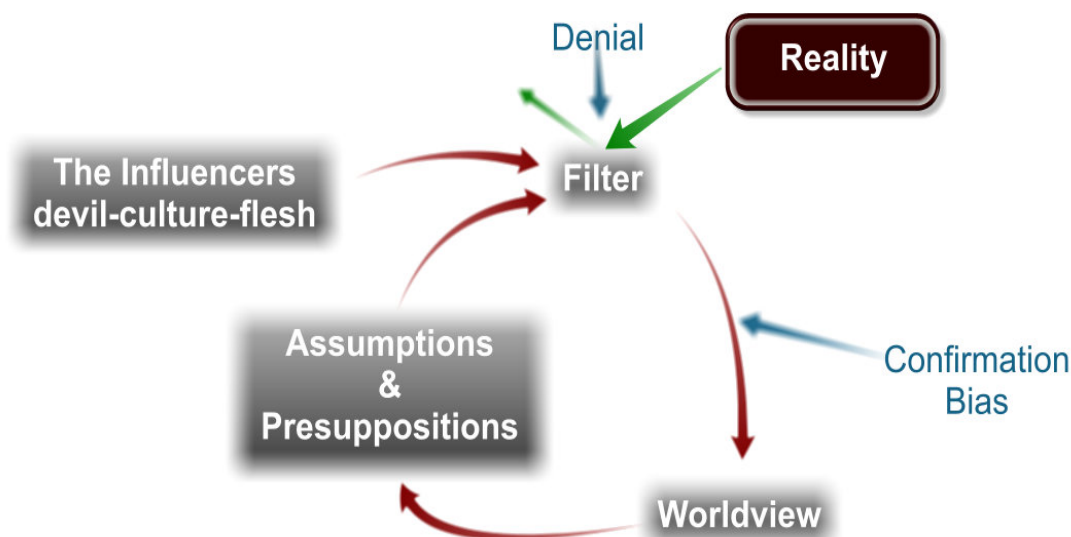 Denial
Reality
The Influencers
devil-culture-flesh
Filter
Assumptions
&
Presuppositions
Confirmation
Bias
Worldview